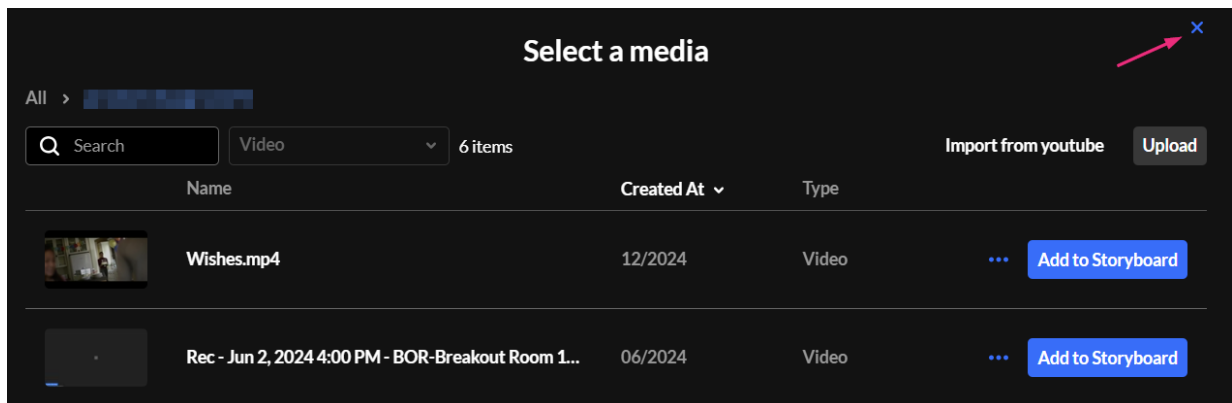 Select a media
All >
Search Video 6 items Import from youtube Upload
Name Created At Type
Wishes.mp4 12/2024 Video ••• Add to Storyboard
Rec - Jun 2, 2024 4:00 PM - BOR-Breakout Room 1... 06/2024 Video ••• Add to Storyboard